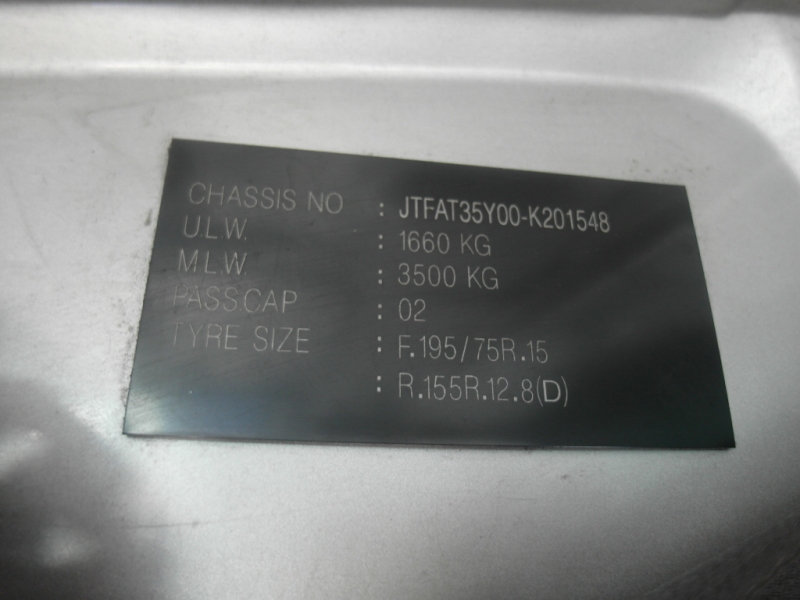 CHASSIS NO : JTFAT35Y00-K201548
U.L.W. : 1660 KG
M.L.W. : 3500 KG
PASS.CAP : 02
TYRE SIZE : F.195/75R.15
: R.155R.12.8(D)